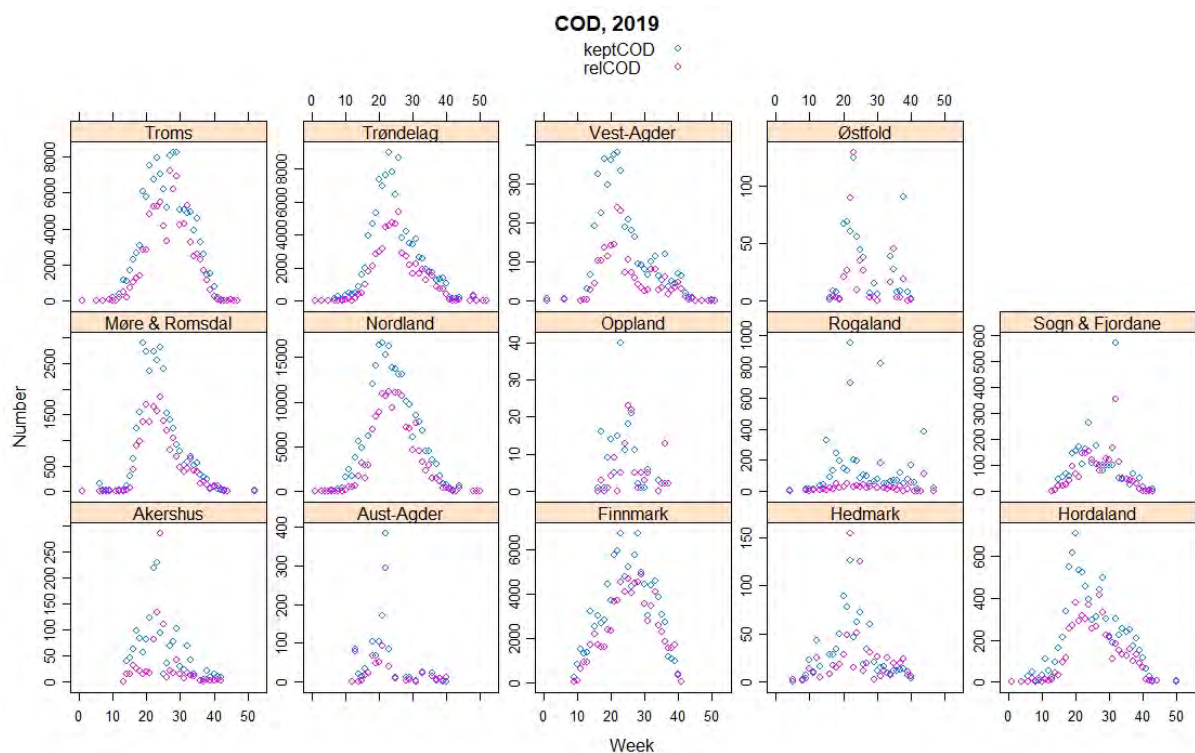 COD, 2019
keptCOD
relCOD
0 10 20 30 40 50
0 10 20 30 40 50
0 10 20 30 40 50
Troms
Trøndelag
Vest-Agder
Østfold
0 2000 4000 6000 8000
0 2000 4000 6000 8000
0 100 200 300
0 50 100
Møre & Romsdal
Nordland
Oppland
Rogaland
Sogn & Fjordane
0 500 1500 2500
0 5000 10000 15000
0 10 20 30 40
0 200 400 600 800 1000
0 100 200 300 400 500 600
Akershus
Aust-Agder
Finnmark
Hedmark
Hordaland
0 50 100 150 200 250
0 100 200 300 400
0 2000 4000 6000
0 50 100 150
0 200 400 600
0 10 20 30 40 50
0 10 20 30 40 50
0 10 20 30 40 50
Number
Week